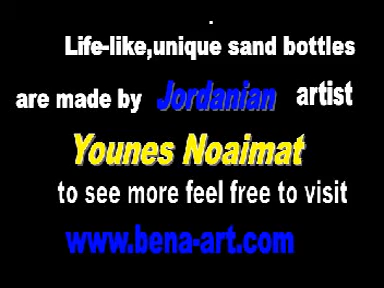 Life-like,unique sand bottles
are made by Jordanian artist
Younes Noaimat
to see more feel free to visit
www.bena-art.com